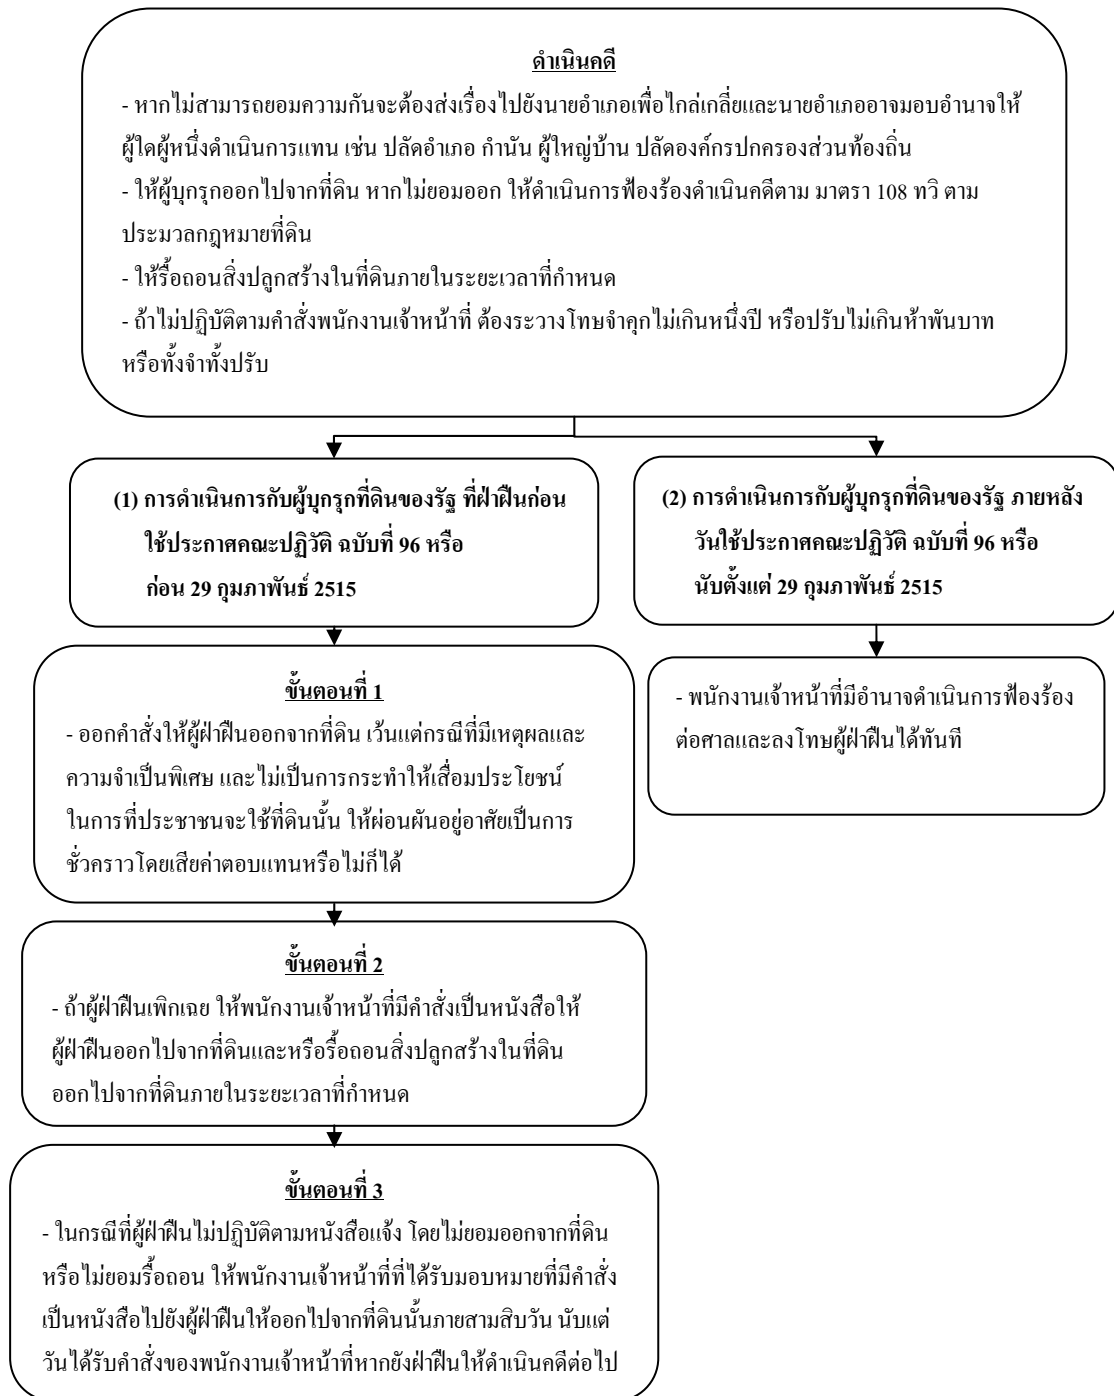 ดำเนินคดี
- หากไม่สามารถยอมความกันจะต้องส่งเรื่องไปยังนายอำเภอเพื่อไกล่เกลี่ยและนายอำเภออาจมอบอำนาจให้
ผู้ใดผู้หนึ่งดำเนินการแทน เช่น ปลัดอำเภอ กำนัน ผู้ใหญ่บ้าน ปลัดองค์กรปกครองส่วนท้องถิ่น
- ให้ผู้บุกรุกออกไปจากที่ดิน หากไม่ยอมออก ให้ดำเนินการฟ้องร้องดำเนินคดีตาม มาตรา 108 ทวิ ตาม
ประมวลกฎหมายที่ดิน
- ให้รื้อถอนสิ่งปลูกสร้างในที่ดินภายในระยะเวลาที่กำหนด
- ถ้าไม่ปฏิบัติตามคำสั่งพนักงานเจ้าหน้าที่ ต้องระวางโทษจำคุกไม่เกินหนึ่งปี หรือปรับไม่เกินห้าพันบาท
หรือทั้งจำทั้งปรับ
(1) การดำเนินการกับผู้บุกรุกที่ดินของรัฐ ที่ฝ่าฝืนก่อน
ใช้ประกาศคณะปฏิวัติ ฉบับที่ 96 หรือ
ก่อน 29 กุมภาพันธ์ 2515
(2) การดำเนินการกับผู้บุกรุกที่ดินของรัฐ ภายหลัง
วันใช้ประกาศคณะปฏิวัติ ฉบับที่ 96 หรือ
นับตั้งแต่ 29 กุมภาพันธ์ 2515
ขั้นตอนที่ 1
- ออกคำสั่งให้ผู้ฝ่าฝืนออกจากที่ดิน เว้นแต่กรณีที่มีเหตุผลและ
ความจำเป็นพิเศษ และไม่เป็นการกระทำให้เสื่อมประโยชน์
ในการที่ประชาชนจะใช้ที่ดินนั้น ให้ผ่อนผันอยู่อาศัยเป็นการ
ชั่วคราวโดยเสียค่าตอบแทนหรือไม่ก็ได้
- พนักงานเจ้าหน้าที่มีอำนาจดำเนินการฟ้องร้อง
ต่อศาลและลงโทษผู้ฝ่าฝืนได้ทันที
ขั้นตอนที่ 2
- ถ้าผู้ฝ่าฝืนเพิกเฉย ให้พนักงานเจ้าหน้าที่มีคำสั่งเป็นหนังสือให้
ผู้ฝ่าฝืนออกไปจากที่ดินและหรือรื้อถอนสิ่งปลูกสร้างในที่ดิน
ออกไปจากที่ดินภายในระยะเวลาที่กำหนด
ขั้นตอนที่ 3
- ในกรณีที่ผู้ฝ่าฝืนไม่ปฏิบัติตามหนังสือแจ้ง โดยไม่ยอมออกจากที่ดิน
หรือไม่ยอมรื้อถอน ให้พนักงานเจ้าหน้าที่ที่ได้รับมอบหมายที่มีคำสั่ง
เป็นหนังสือไปยังผู้ฝ่าฝืนให้ออกไปจากที่ดินนั้นภายสามสิบวัน นับแต่
วันได้รับคำสั่งของพนักงานเจ้าหน้าที่หากยังฝ่าฝืนให้ดำเนินคดีต่อไป